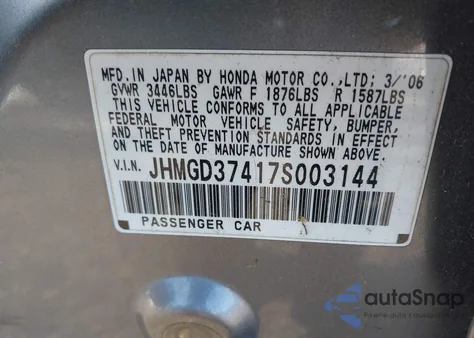 MFD. IN JAPAN BY HONDA MOTOR CO.,LTD; 3/'06
GVWR 3446LBS GAWR F 1876LBS R 1587LBS
THIS VEHICLE CONFORMS TO ALL APPLICABLE
FEDERAL MOTOR VEHICLE SAFETY, BUMPER,
AND THEFT PREVENTION STANDARDS IN EFFECT
ON THE DATE OF MANUFACTURE SHOWN ABOVE.
V.I.N. JHMGD37417S003144
PASSENGER CAR
autoSnap